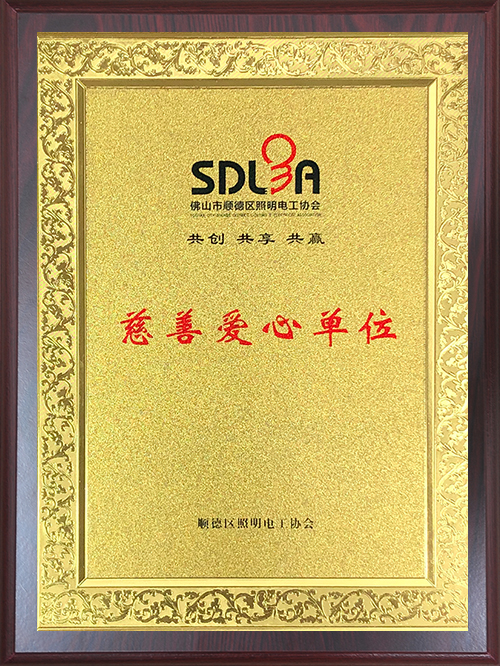 SDLEA
佛山市顺德区照明电工协会
共创 共享 共赢
慈善爱心单位
顺德区照明电工协会